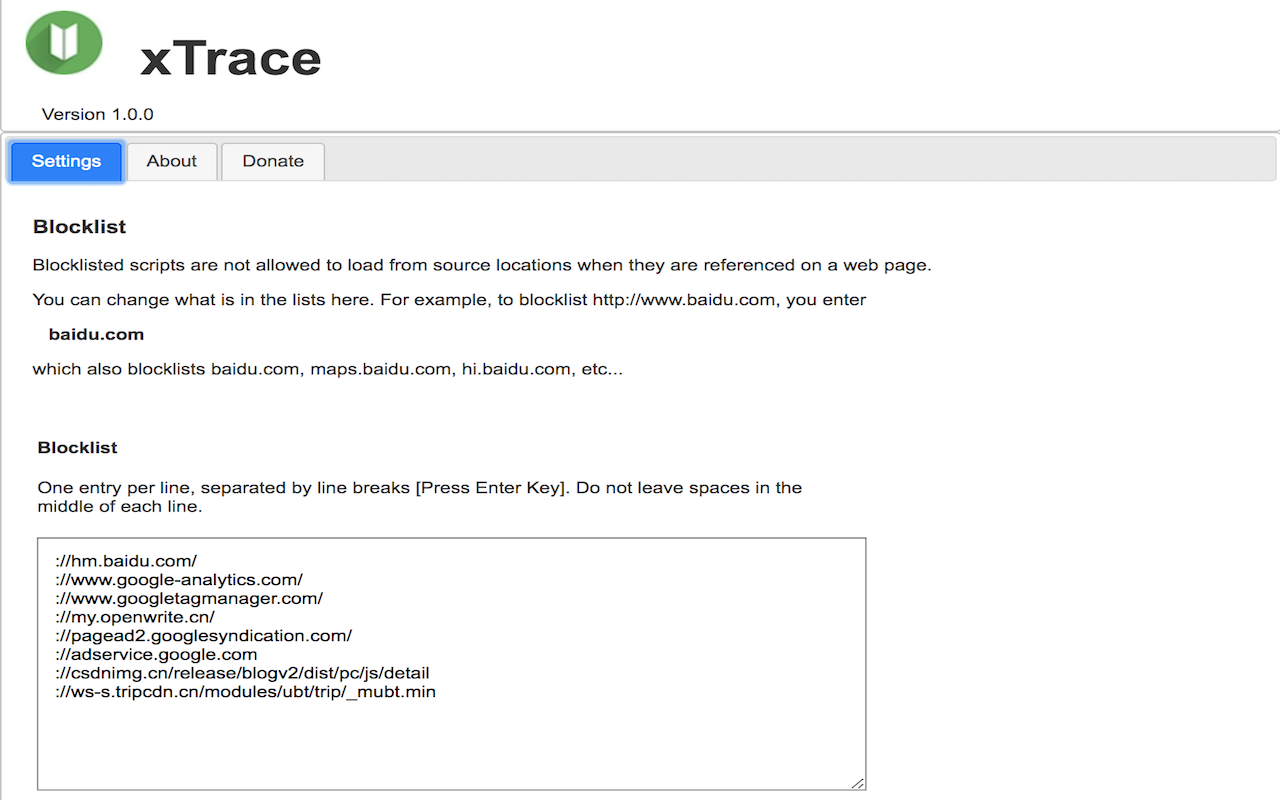 xTrace
Version 1.0.0
Settings
About
Donate
Blocklist
Blocklisted scripts are not allowed to load from source locations when they are referenced on a web page.
You can change what is in the lists here. For example, to blocklist http://www.baidu.com, you enter
baidu.com
which also blocklists baidu.com, maps.baidu.com, hi.baidu.com, etc...
Blocklist
One entry per line, separated by line breaks [Press Enter Key]. Do not leave spaces in the
middle of each line.
://hm.baidu.com/
://www.google-analytics.com/
://www.googletagmanager.com/
://my.openwrite.cn/
://pagead2.googlesyndication.com/
://adservice.google.com
://csdnimg.cn/release/blogv2/dist/pc/js/detail
://ws-s.tripcdn.cn/modules/ubt/trip/_mubt.min